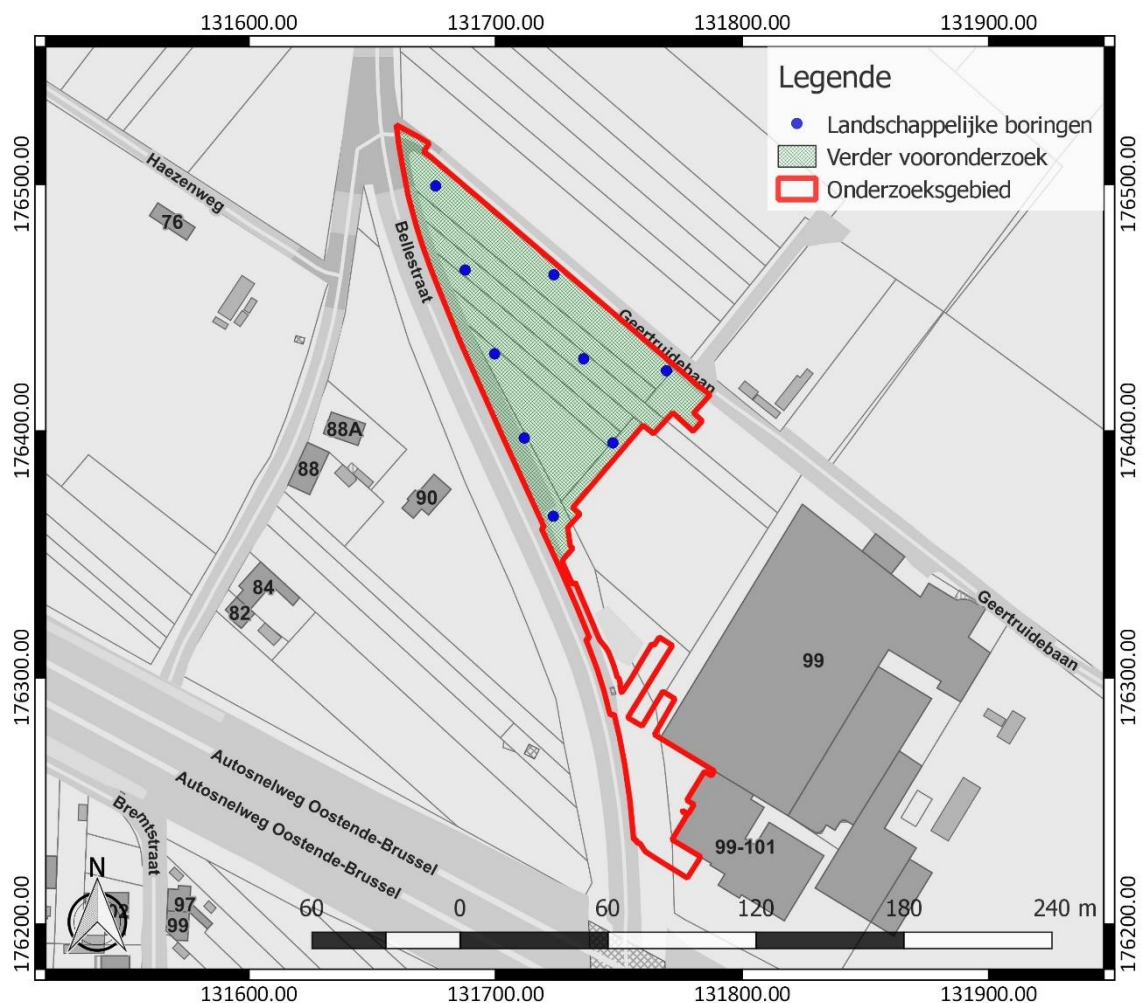 131600.00 131700.00 131800.00 131900.00
Legende
Landschappelijke boringen
Verder vooronderzoek
Onderzoeksgebied
176500.00
176500.00
Haezenweg
76
Bellestraat
Geertruidebaan
176400.00
176400.00
88A
88
90
84
82
Geertruidebaan
176300.00
176300.00
99
Autosnelweg Oostende-Brussel
Autosnelweg Oostende-Brussel
Bremtstraat
99-101
N
97
99
60 0 60 120 180 240 m
176200.00
176200.00
131600.00 131700.00 131800.00 131900.00